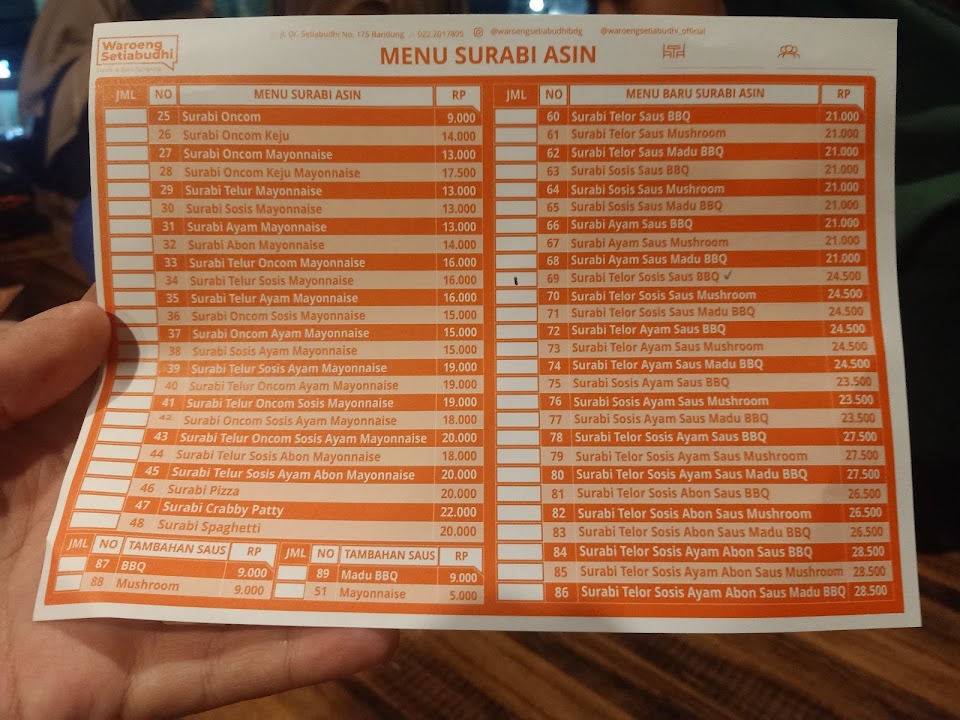 Jl. Dr. Setiabudhi No. 175 Bandung 022 2017895 @waroengsetiabudhibdg @waroengsetiabudhi_official
Waroeng
Setiabudhi
MENU SURABI ASIN
JML NO MENU SURABI ASIN RP
25 Surabi Oncom 9.000
26 Surabi Oncom Keju 14.000
27 Surabi Oncom Mayonnaise 13.000
28 Surabi Oncom Keju Mayonnaise 17.500
29 Surabi Telur Mayonnaise 13.000
30 Surabi Sosis Mayonnaise 13.000
31 Surabi Ayam Mayonnaise 13.000
32 Surabi Abon Mayonnaise 14.000
33 Surabi Telur Oncom Mayonnaise 16.000
34 Surabi Telur Sosis Mayonnaise 16.000
35 Surabi Telur Ayam Mayonnaise 16.000
36 Surabi Oncom Sosis Mayonnaise 15.000
37 Surabi Oncom Ayam Mayonnaise 15.000
38 Surabi Sosis Ayam Mayonnaise 15.000
39 Surabi Telur Sosis Ayam Mayonnaise 19.000
40 Surabi Telur Oncom Ayam Mayonnaise 19.000
41 Surabi Telur Oncom Sosis Mayonnaise 19.000
42 Surabi Oncom Sosis Ayam Mayonnaise 18.000
43 Surabi Telur Oncom Sosis Ayam Mayonnaise 20.000
44 Surabi Telur Sosis Abon Mayonnaise 18.000
45 Surabi Telur Sosis Ayam Abon Mayonnaise 20.000
46 Surabi Pizza 20.000
47 Surabi Crabby Patty 22.000
48 Surabi Spaghetti 20.000
JML NO TAMBAHAN SAUS RP
87 BBQ 9.000
88 Mushroom 9.000
JML NO TAMBAHAN SAUS RP
89 Madu BBQ 9.000
51 Mayonnaise 5.000
JML NO MENU BARU SURABI ASIN RP
60 Surabi Telor Saus BBQ 21.000
61 Surabi Telor Saus Mushroom 21.000
62 Surabi Telor Saus Madu BBQ 21.000
63 Surabi Sosis Saus BBQ 21.000
64 Surabi Sosis Saus Mushroom 21.000
65 Surabi Sosis Saus Madu BBQ 21.000
66 Surabi Ayam Saus BBQ 21.000
67 Surabi Ayam Saus Mushroom 21.000
68 Surabi Ayam Saus Madu BBQ 21.000
69 Surabi Telor Sosis Saus BBQ ✓ 24.500
70 Surabi Telor Sosis Saus Mushroom 24.500
71 Surabi Telor Sosis Saus Madu BBQ 24.500
72 Surabi Telor Ayam Saus BBQ 24.500
73 Surabi Telor Ayam Saus Mushroom 24.500
74 Surabi Telor Ayam Saus Madu BBQ 24.500
75 Surabi Sosis Ayam Saus BBQ 23.500
76 Surabi Sosis Ayam Saus Mushroom 23.500
77 Surabi Sosis Ayam Saus Madu BBQ 23.500
78 Surabi Telor Sosis Ayam Saus BBQ 27.500
79 Surabi Telor Sosis Ayam Saus Mushroom 27.500
80 Surabi Telor Sosis Ayam Saus Madu BBQ 27.500
81 Surabi Telor Sosis Abon Saus BBQ 26.500
82 Surabi Telor Sosis Abon Saus Mushroom 26.500
83 Surabi Telor Sosis Abon Saus Madu BBQ 26.500
84 Surabi Telor Sosis Ayam Abon Saus BBQ 28.500
85 Surabi Telor Sosis Ayam Abon Saus Mushroom 28.500
86 Surabi Telor Sosis Ayam Abon Saus Madu BBQ 28.500